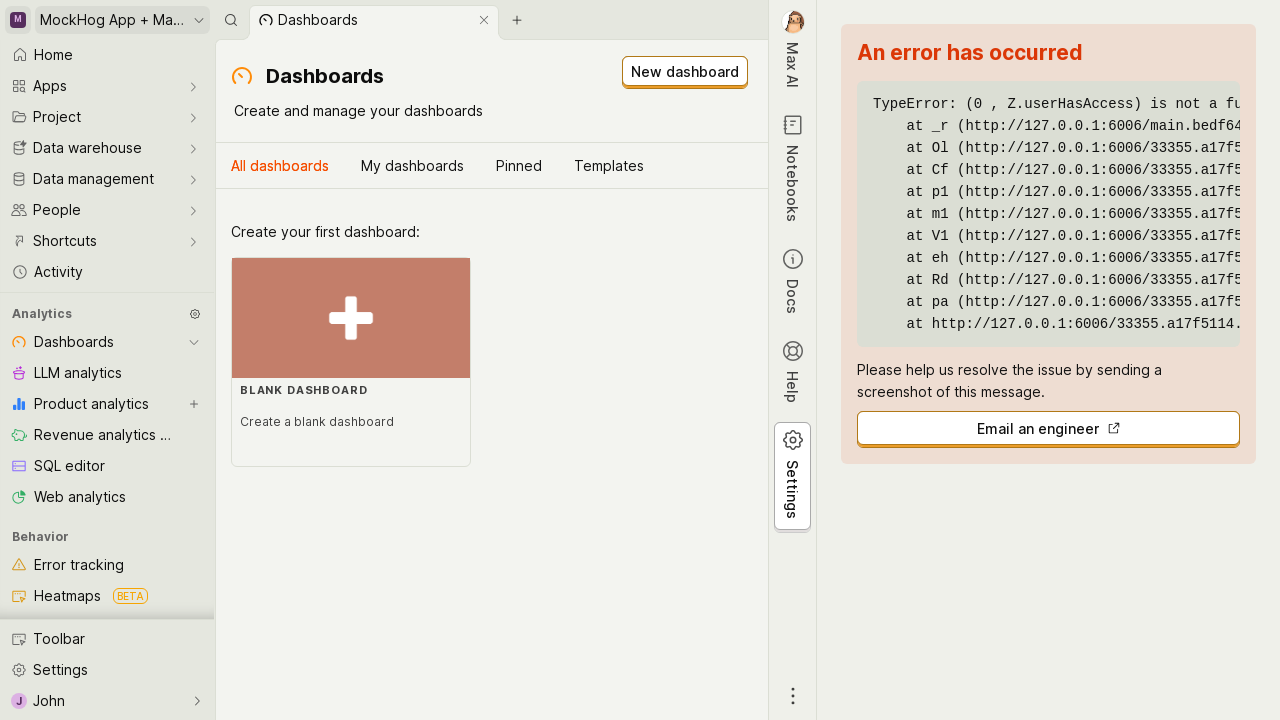 M
MockHog App + Ma...
Home
Apps
Project
Data warehouse
Data management
People
Shortcuts
Activity
Analytics
Dashboards
LLM analytics
Product analytics
Revenue analytics ...
SQL editor
Web analytics
Behavior
Error tracking
Heatmaps BETA
Toolbar
Settings
J John
Dashboards
Dashboards
New dashboard
Create and manage your dashboards
All dashboards My dashboards Pinned Templates
Create your first dashboard:
BLANK DASHBOARD
Create a blank dashboard
Max AI
Notebooks
Docs
Help
Settings
An error has occurred
TypeError: (0 , Z.userHasAccess) is not a fu
at _r (http://127.0.0.1:6006/main.bedf64
at Ol (http://127.0.0.1:6006/33355.a17f5
at Cf (http://127.0.0.1:6006/33355.a17f5
at p1 (http://127.0.0.1:6006/33355.a17f5
at m1 (http://127.0.0.1:6006/33355.a17f5
at V1 (http://127.0.0.1:6006/33355.a17f5
at eh (http://127.0.0.1:6006/33355.a17f5
at Rd (http://127.0.0.1:6006/33355.a17f5
at pa (http://127.0.0.1:6006/33355.a17f5
at http://127.0.0.1:6006/33355.a17f5114.
Please help us resolve the issue by sending a
screenshot of this message.
Email an engineer